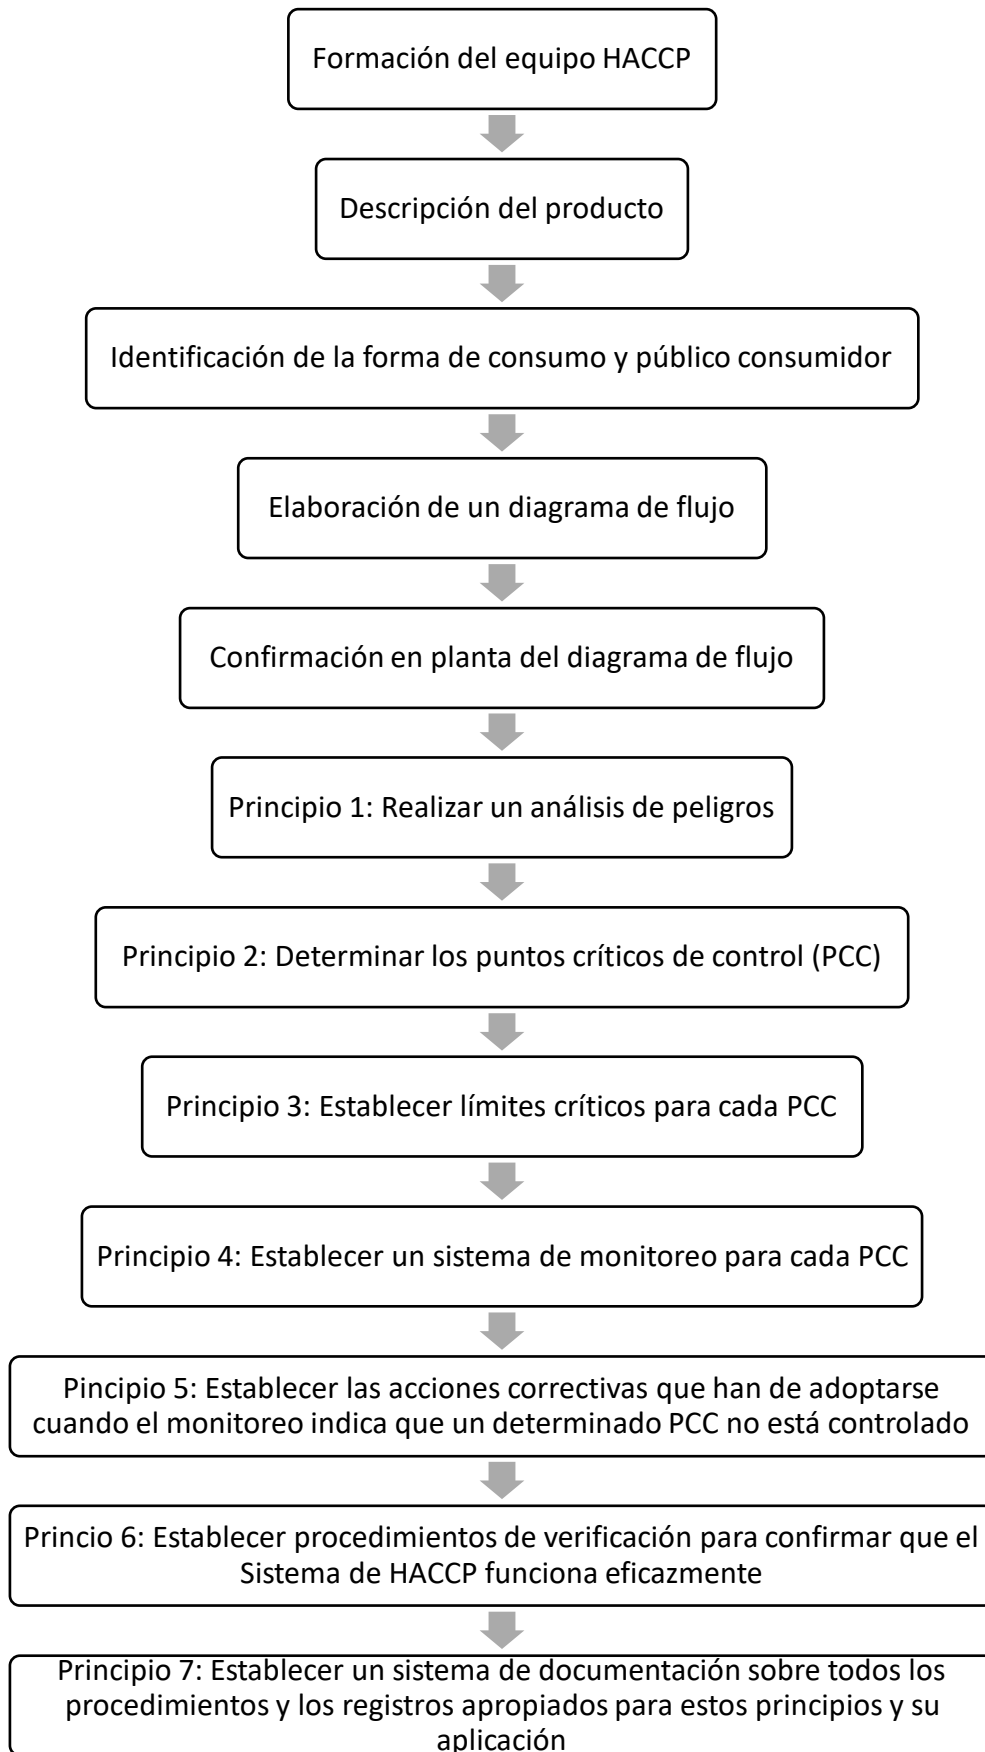 Formación del equipo HACCP
Descripción del producto
Identificación de la forma de consumo y público consumidor
Elaboración de un diagrama de flujo
Confirmación en planta del diagrama de flujo
Principio 1: Realizar un análisis de peligros
Principio 2: Determinar los puntos críticos de control (PCC)
Principio 3: Establecer límites críticos para cada PCC
Principio 4: Establecer un sistema de monitoreo para cada PCC
Pincipio 5: Establecer las acciones correctivas que han de adoptarse
cuando el monitoreo indica que un determinado PCC no está controlado
Princio 6: Establecer procedimientos de verificación para confirmar que el
Sistema de HACCP funciona eficazmente
Principio 7: Establecer un sistema de documentación sobre todos los
procedimientos y los registros apropiados para estos principios y su
aplicación